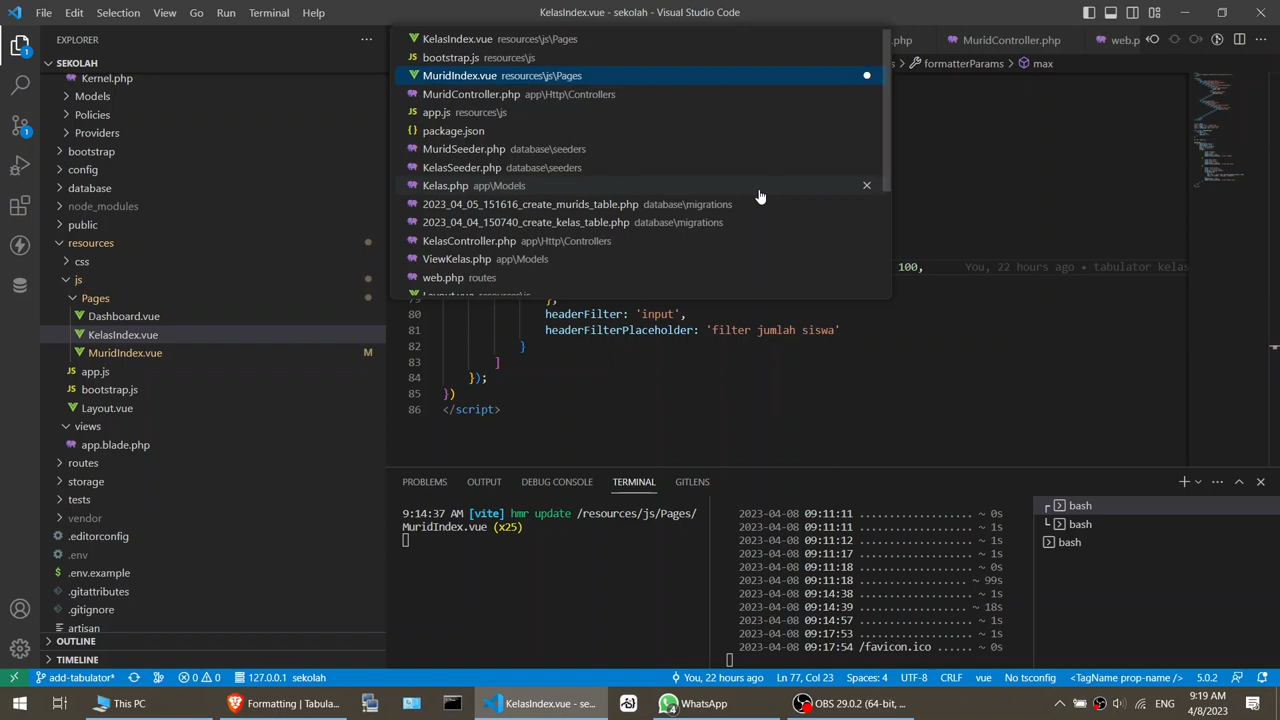 File Edit Selection View Go Run Terminal Help
KelasIndex.vue - sekolah - Visual Studio Code
EXPLORER
SEKOLAH
Kernel.php
Models
Policies
Providers
bootstrap
config
database
node_modules
public
resources
css
js
Pages
Dashboard.vue
KelasIndex.vue
MuridIndex.vue M
app.js
bootstrap.js
Layout.vue
views
app.blade.php
routes
storage
tests
vendor
.editorconfig
.env
.env.example
.gitattributes
.gitignore
artisan
OUTLINE
TIMELINE
KelasIndex.vue resources\js\Pages
bootstrap.js resources\js
MuridIndex.vue resources\js\Pages
MuridController.php app\Http\Controllers
app.js resources\js
package.json
MuridSeeder.php database\seeders
KelasSeeder.php database\seeders
Kelas.php app\Models
2023_04_05_151616_create_murids_table.php database\migrations
2023_04_04_150740_create_kelas_table.php database\migrations
KelasController.php app\Http\Controllers
ViewKelas.php app\Models
web.php routes
Layout.vue resources\js
.php MuridController.php web.p
formatterParams > max
100, You, 22 hours ago • tabulator kelas
79 },
80 headerFilter: 'input',
81 headerFilterPlaceholder: 'filter jumlah siswa'
82 }
83 ]
84 });
85 })
86 </script>
PROBLEMS OUTPUT DEBUG CONSOLE TERMINAL GITLENS
9:14:37 AM [vite] hmr update /resources/js/Pages/
MuridIndex.vue (x25)
2023-04-08 09:11:11 ................... ~ 0s
2023-04-08 09:11:11 ................... ~ 1s
2023-04-08 09:11:12 ................... ~ 1s
2023-04-08 09:11:17 ................... ~ 1s
2023-04-08 09:11:18 ................... ~ 0s
2023-04-08 09:11:18 .................. ~ 99s
2023-04-08 09:14:38 ................... ~ 1s
2023-04-08 09:14:39 .................. ~ 18s
2023-04-08 09:14:57 ................... ~ 1s
2023-04-08 09:17:53 ................... ~ 1s
2023-04-08 09:17:54 /favicon.ico ...... ~ 0s
bash
bash
bash
add-tabulator* 0 0 127.0.0.1 sekolah You, 22 hours ago Ln 77, Col 23 Spaces: 4 UTF-8 CRLF vue No tsconfig <TagName prop-name /> 5.0.2
This PC Formatting | Tabula... KelasIndex.vue - se... WhatsApp OBS 29.0.2 (64-bit, ... ENG
9:19 AM
4/8/2023